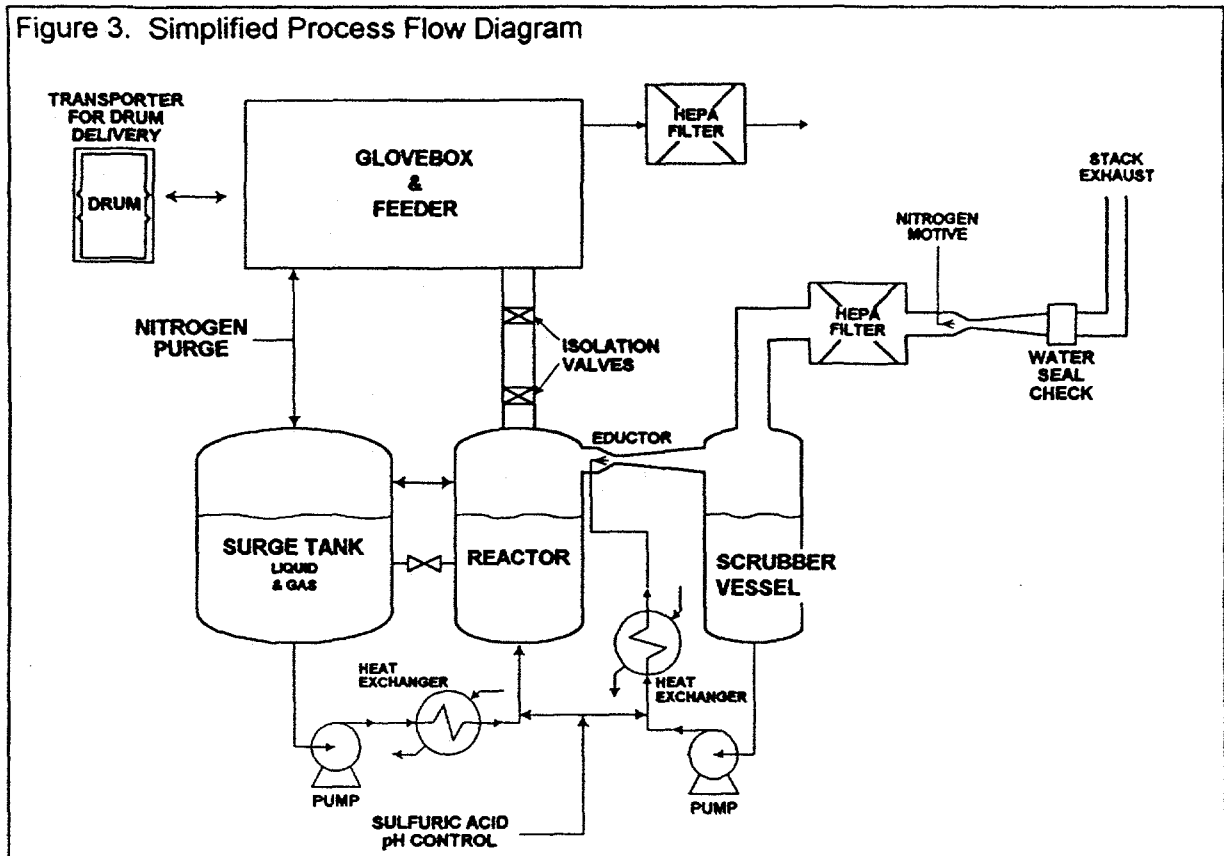 Figure 3. Simplified Process Flow Diagram
TRANSPORTER
FOR DRUM
DELIVERY
DRUM
GLOVEBOX
&
FEEDER
HEPA
FILTER
STACK
EXHAUST
NITROGEN
MOTIVE
HEPA
FILTER
WATER
SEAL
CHECK
NITROGEN
PURGE
ISOLATION
VALVES
EDUCTOR
SURGE TANK
LIQUID
& GAS
REACTOR
SCRUBBER
VESSEL
HEAT
EXCHANGER
HEAT
EXCHANGER
PUMP
PUMP
SULFURIC ACID
pH CONTROL